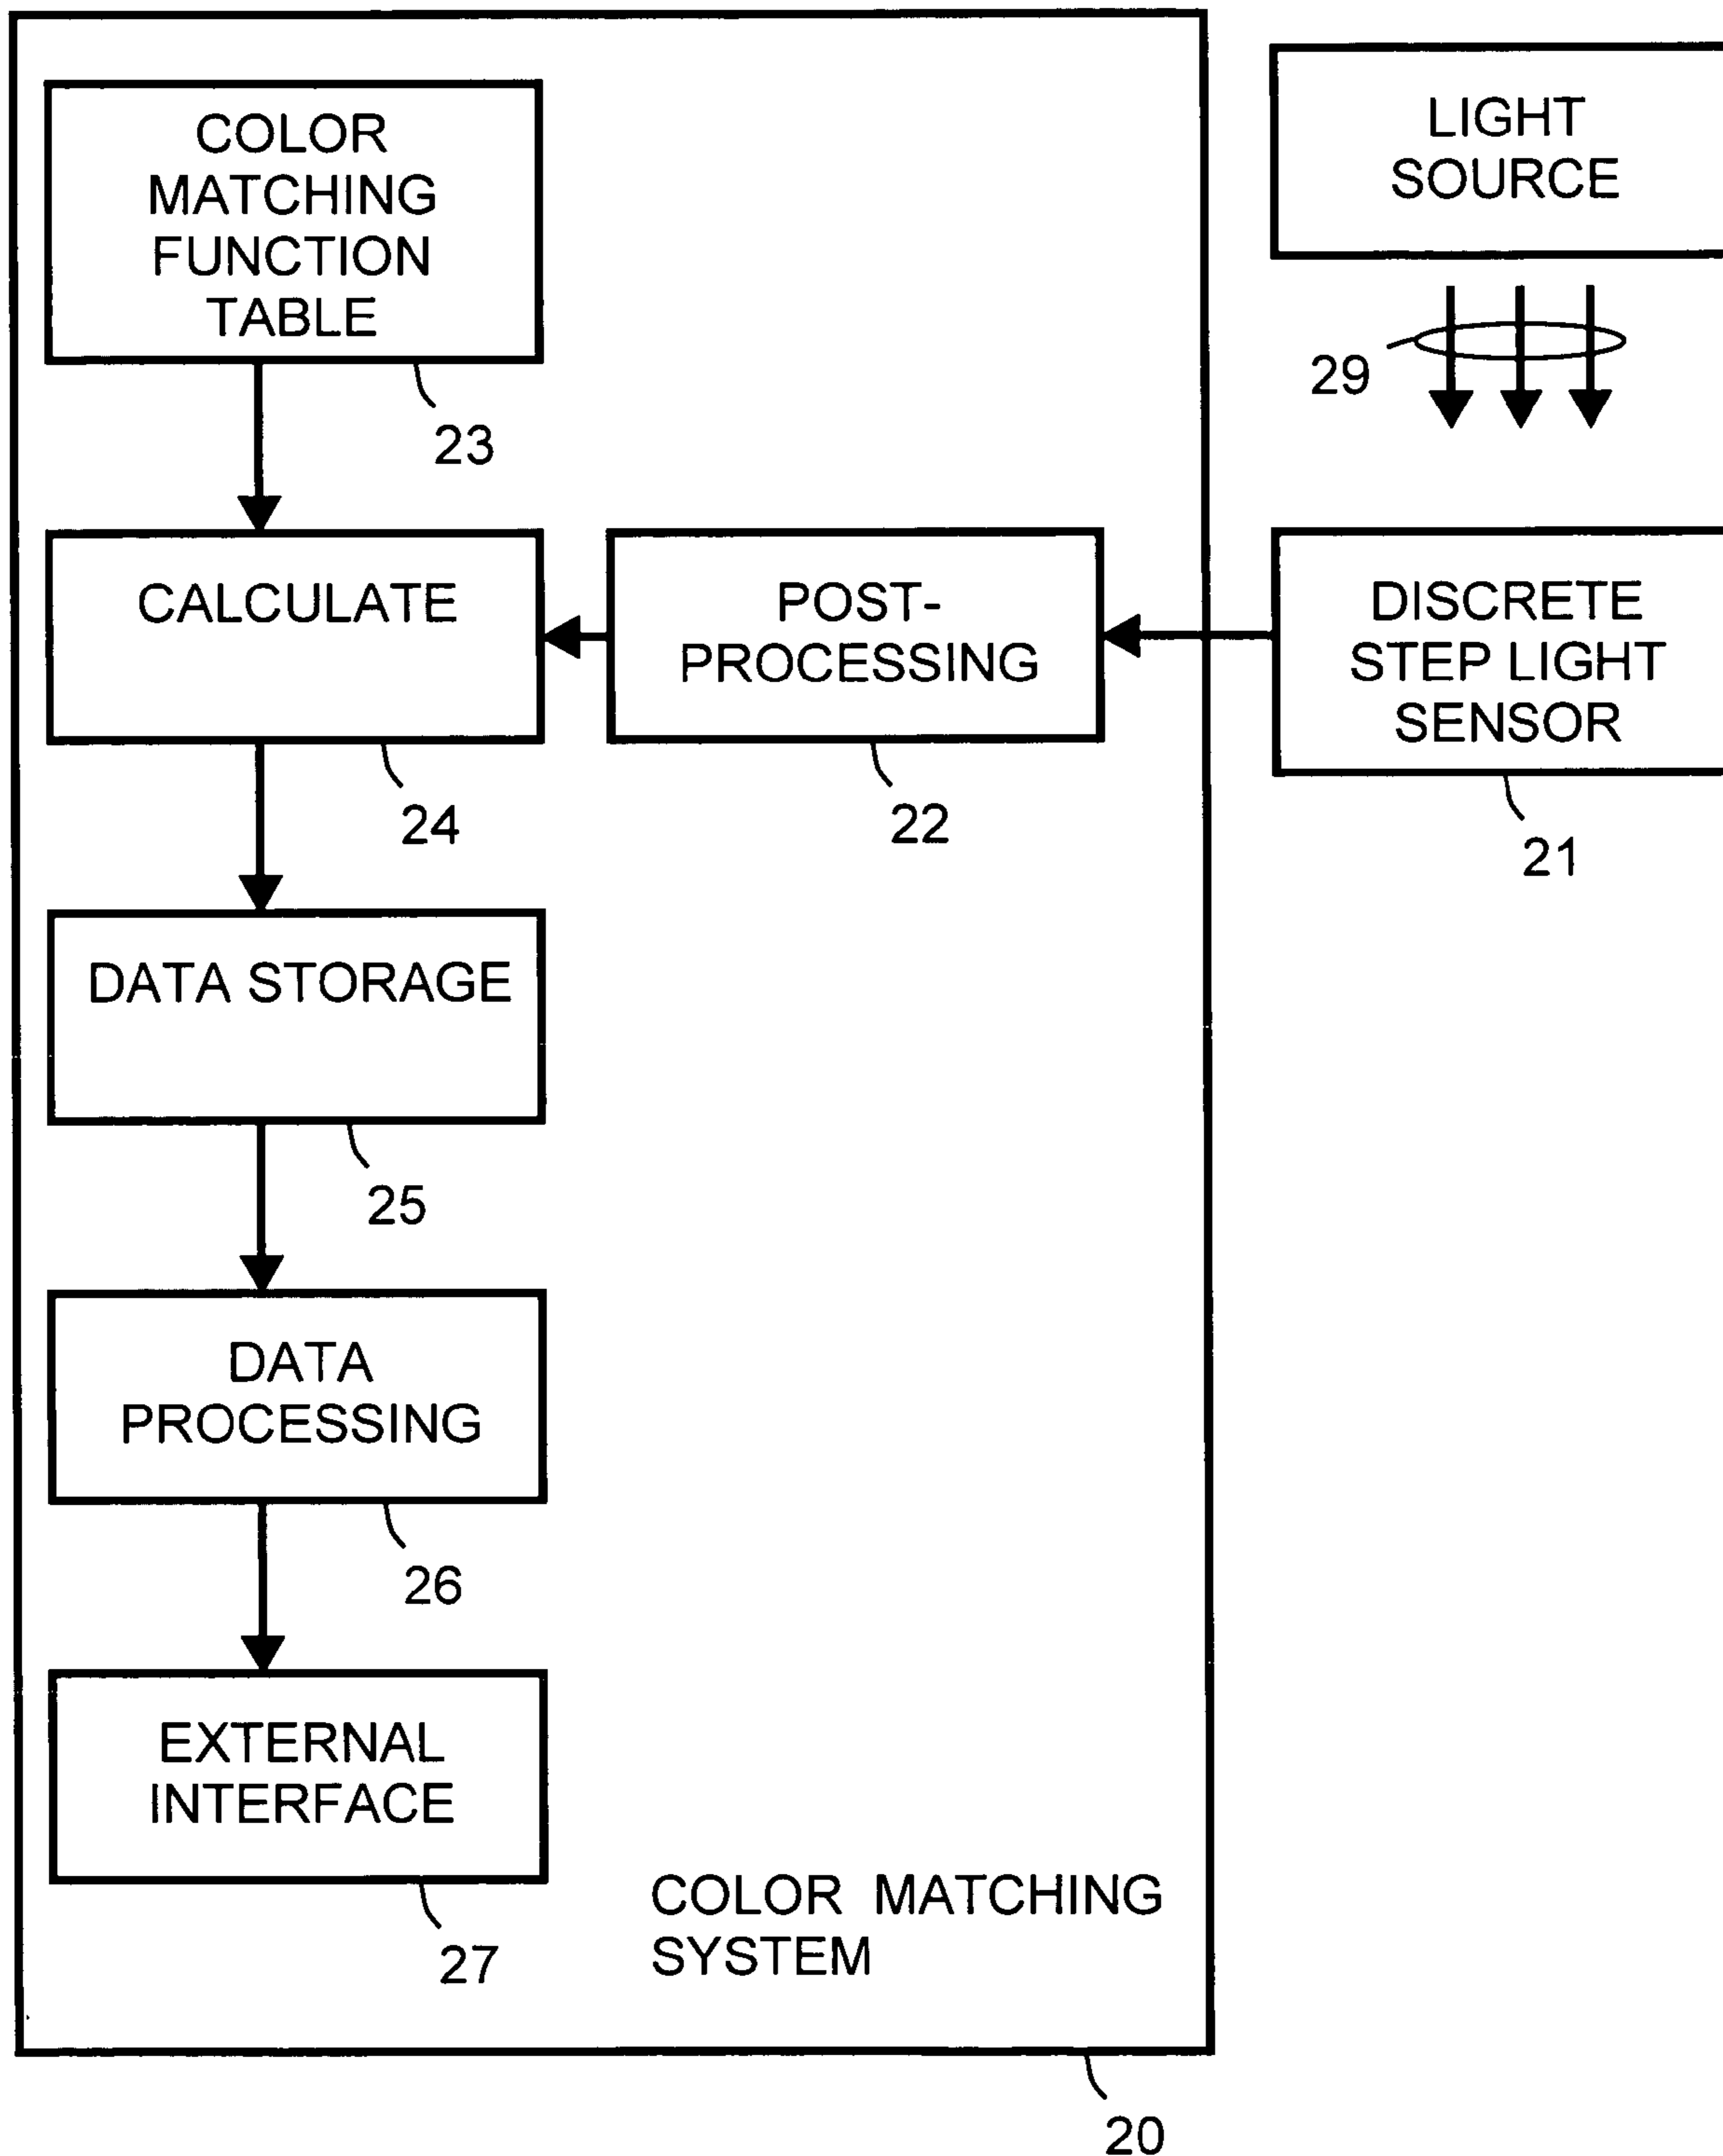 COLOR
MATCHING
FUNCTION
TABLE
23
LIGHT
SOURCE
29
CALCULATE
24
POST-
PROCESSING
22
DISCRETE
STEP LIGHT
SENSOR
21
DATA STORAGE
25
DATA
PROCESSING
26
EXTERNAL
INTERFACE
27
COLOR MATCHING
SYSTEM
20